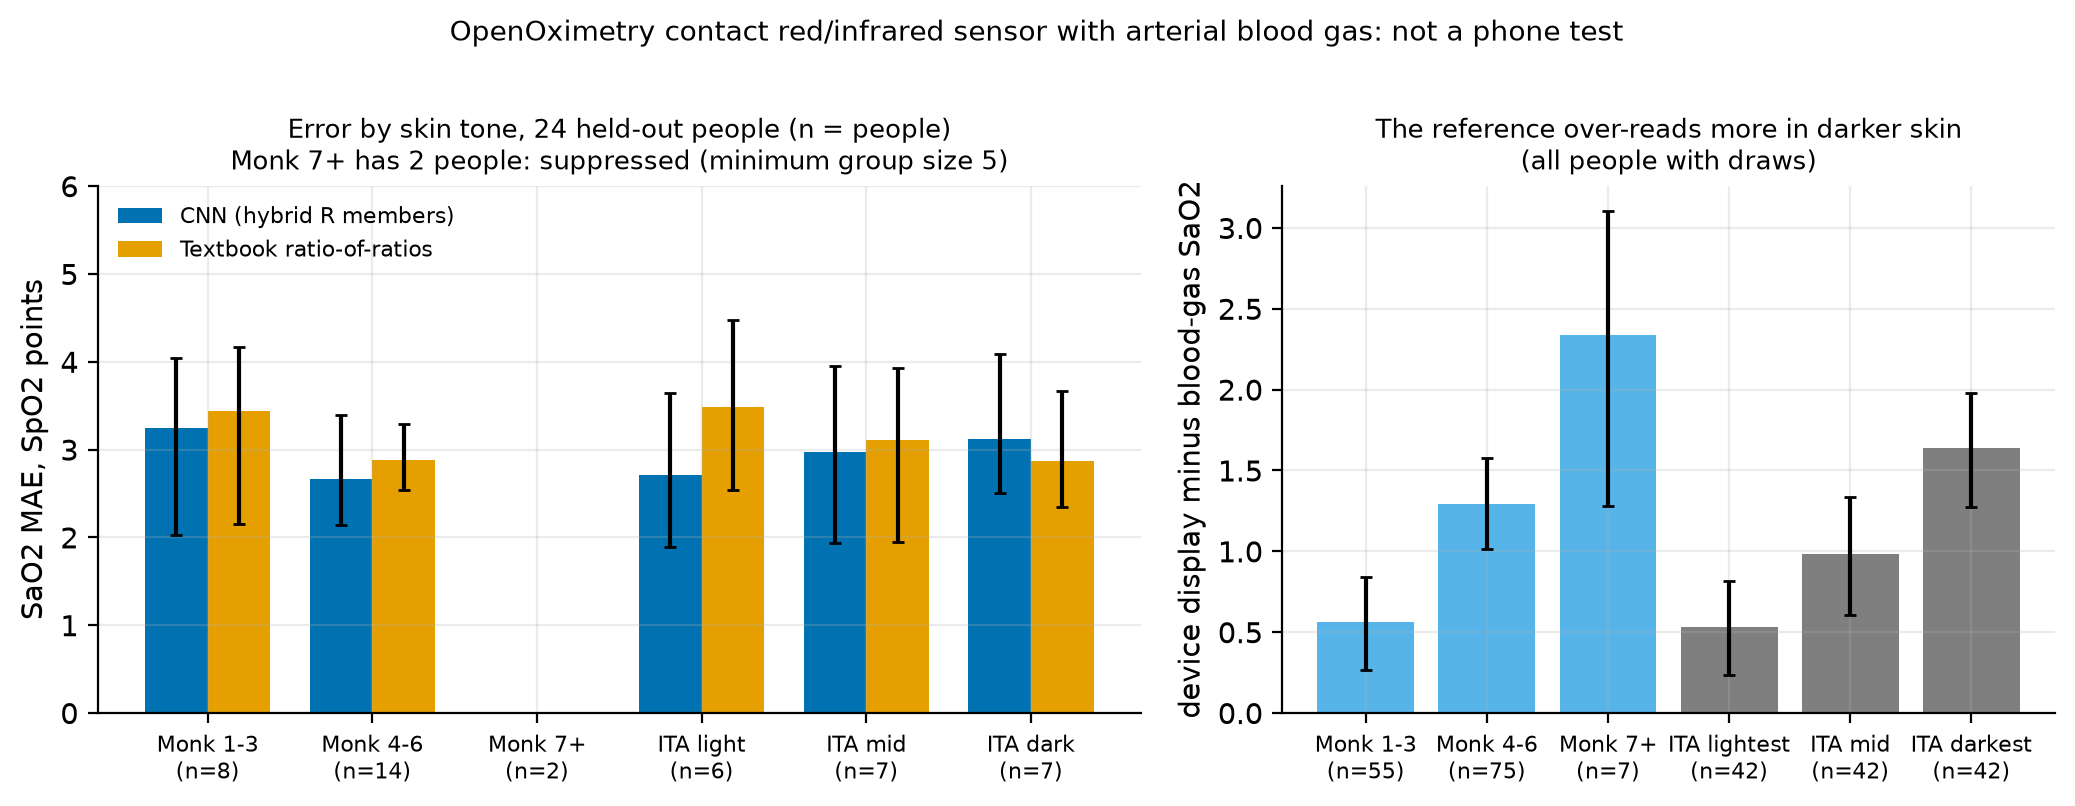 OpenOximetry contact red/infrared sensor with arterial blood gas: not a phone test
Error by skin tone, 24 held-out people (n = people)
Monk 7+ has 2 people: suppressed (minimum group size 5)
SaO2 MAE, SpO2 points
6
5
4
3
2
1
0
CNN (hybrid R members)
Textbook ratio-of-ratios
Monk 1-3
(n=8)
Monk 4-6
(n=14)
Monk 7+
(n=2)
ITA light
(n=6)
ITA mid
(n=7)
ITA dark
(n=7)
The reference over-reads more in darker skin
(all people with draws)
device display minus blood-gas SaO2
3.0
2.5
2.0
1.5
1.0
0.5
0.0
Monk 1-3
(n=55)
Monk 4-6
(n=75)
Monk 7+
(n=7)
ITA lightest
(n=42)
ITA mid
(n=42)
ITA darkest
(n=42)